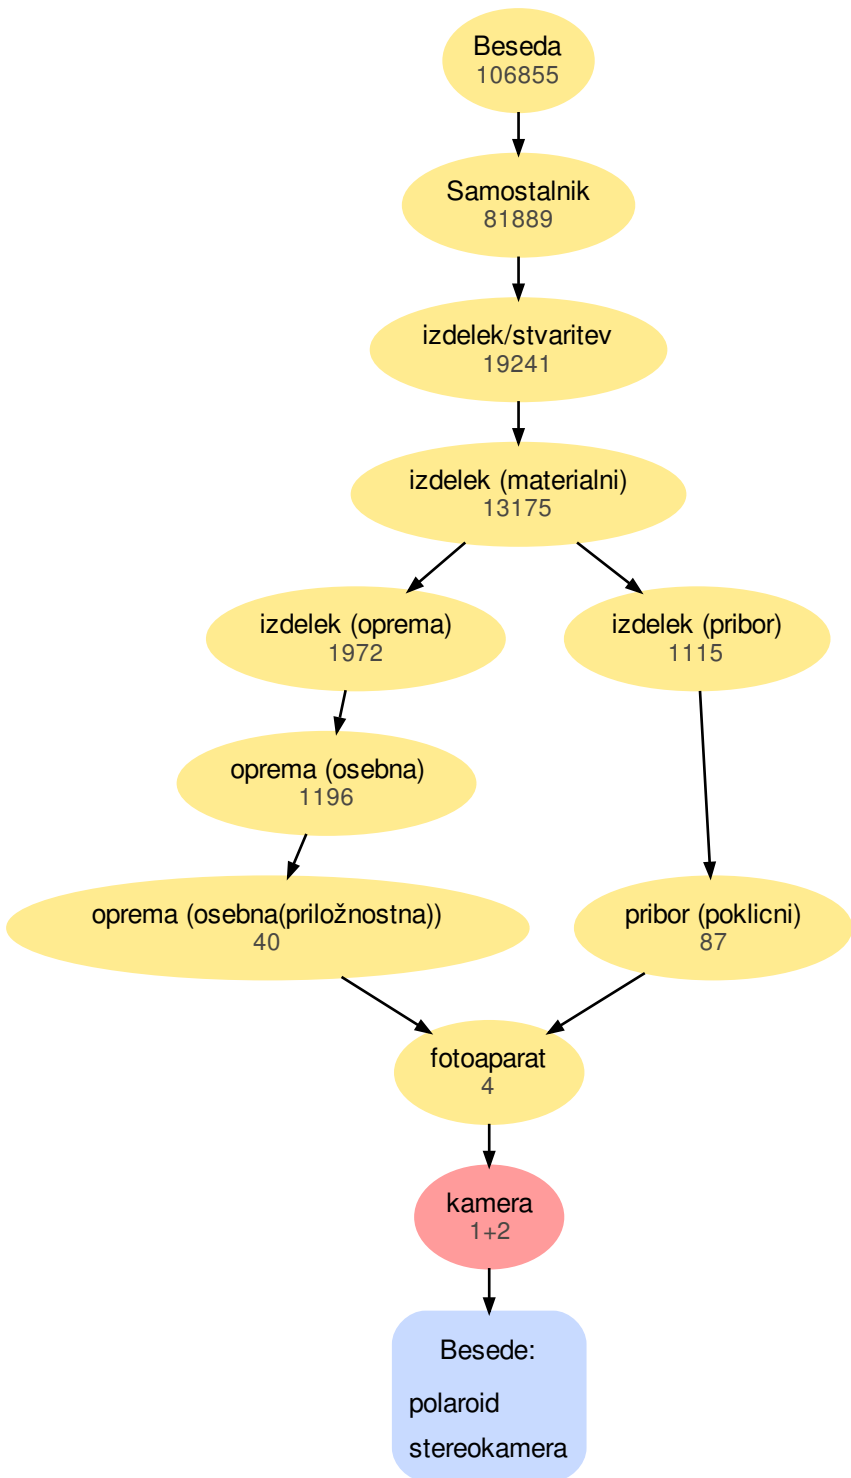 Beseda
106855
Samostalnik
81889
izdelek/stvaritev
19241
izdelek (materialni)
13175
izdelek (oprema)
1972
izdelek (pribor)
1115
oprema (osebna)
1196
oprema (osebna(priložnostna))
40
pribor (poklicni)
87
fotoaparat
4
kamera
1+2
Besede:
polaroid
stereokamera